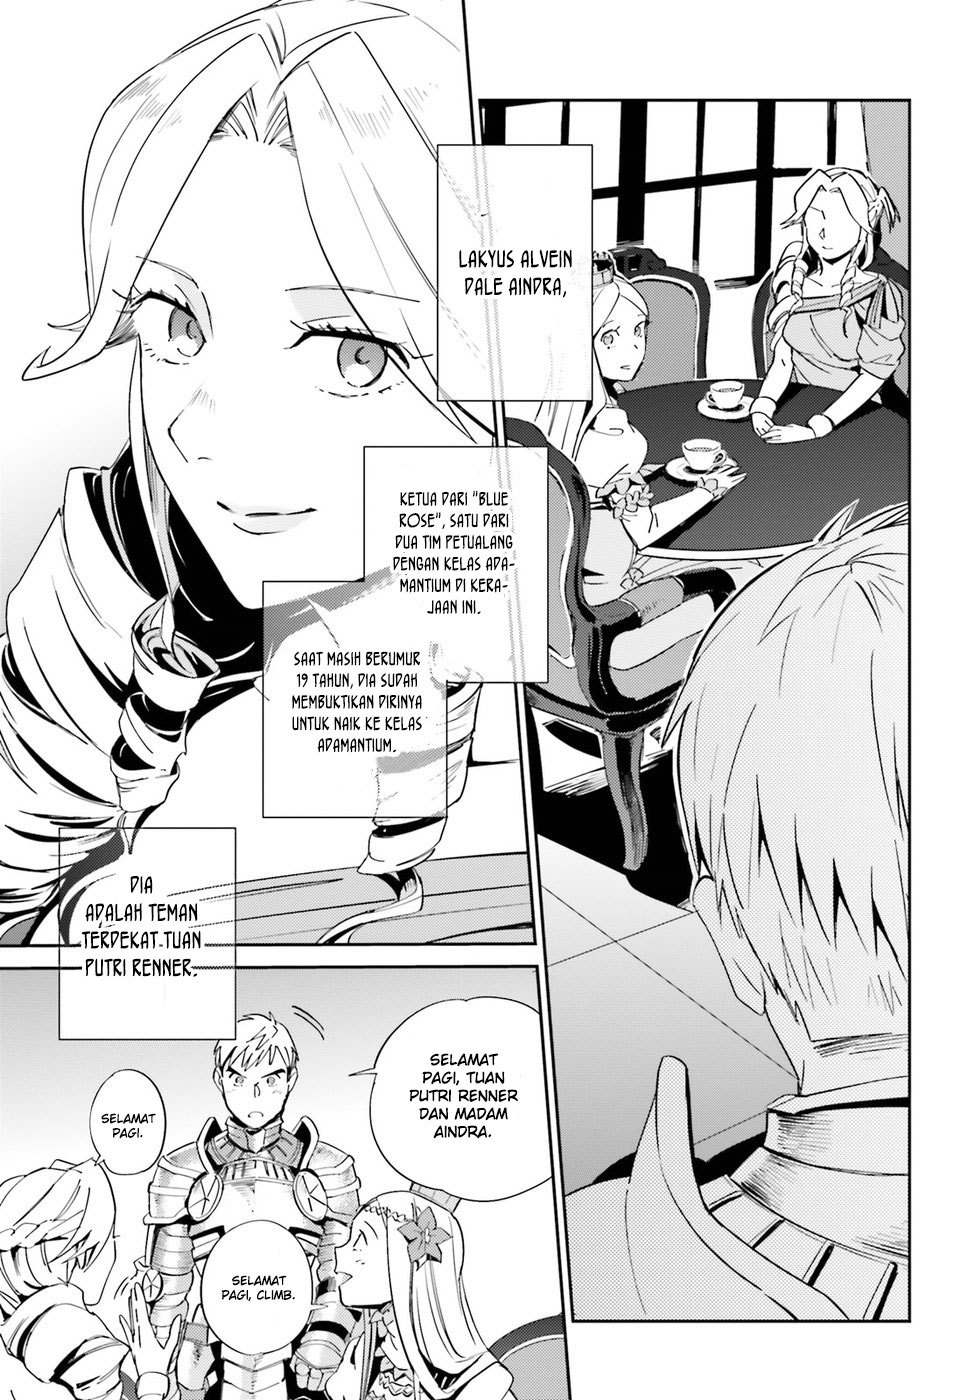 LAKYUS ALVEIN
DALE AINDRA,
KETUA DARI "BLUE
ROSE", SATU DARI
DUA TIM PETUALANG
DENGAN KELAS ADA-
MANTIUM DI KERA-
JAAN INI.
SAAT MASIH BERUMUR
19 TAHUN, DIA SUDAH
MEMBUKTIKAN DIRINYA
UNTUK NAIK KE KELAS
ADAMANTIUM.
DIA
ADALAH TEMAN
TERDEKAT TUAN
PUTRI RENNER.
SELAMAT
PAGI, TUAN
PUTRI RENNER
DAN MADAM
AINDRA.
SELAMAT
PAGI.
SELAMAT
PAGI, CLIMB.